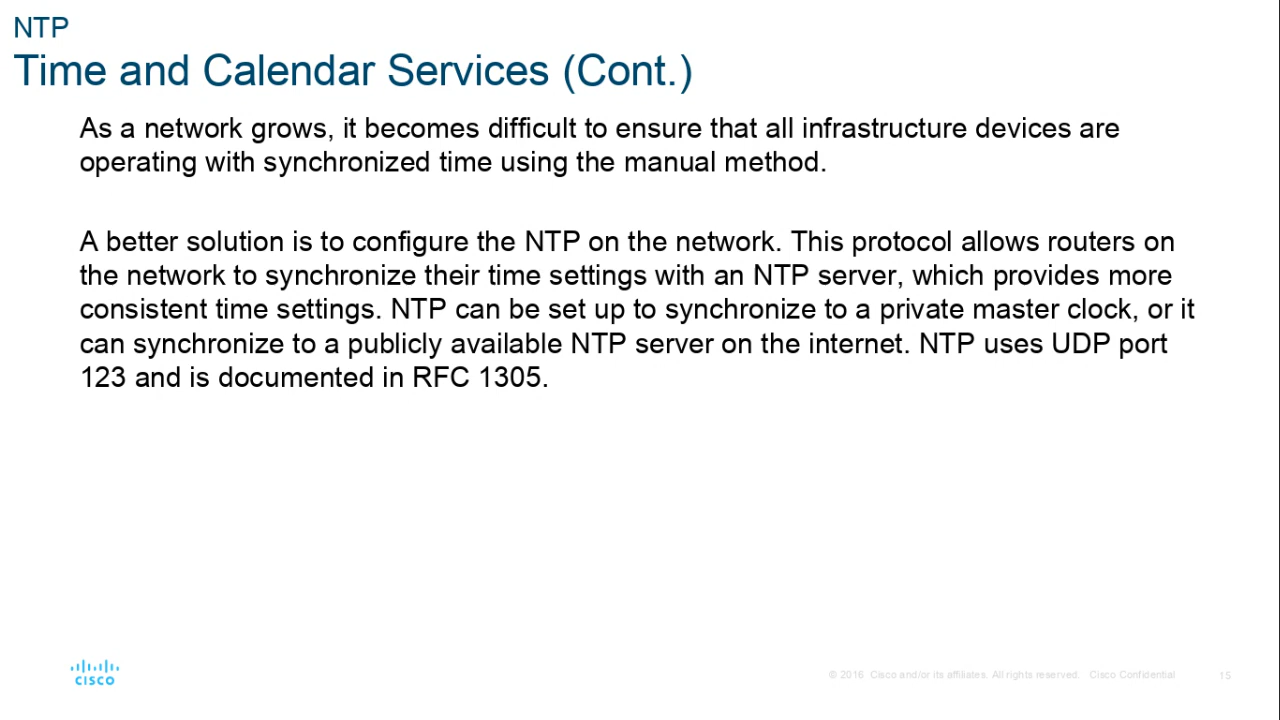 NTP
Time and Calendar Services (Cont.)
As a network grows, it becomes difficult to ensure that all infrastructure devices are
operating with synchronized time using the manual method.
A better solution is to configure the NTP on the network. This protocol allows routers on
the network to synchronize their time settings with an NTP server, which provides more
consistent time settings. NTP can be set up to synchronize to a private master clock, or it
can synchronize to a publicly available NTP server on the internet. NTP uses UDP port
123 and is documented in RFC 1305.
CISCO
© 2016 Cisco and/or its affiliates. All rights reserved. Cisco Confidential
15